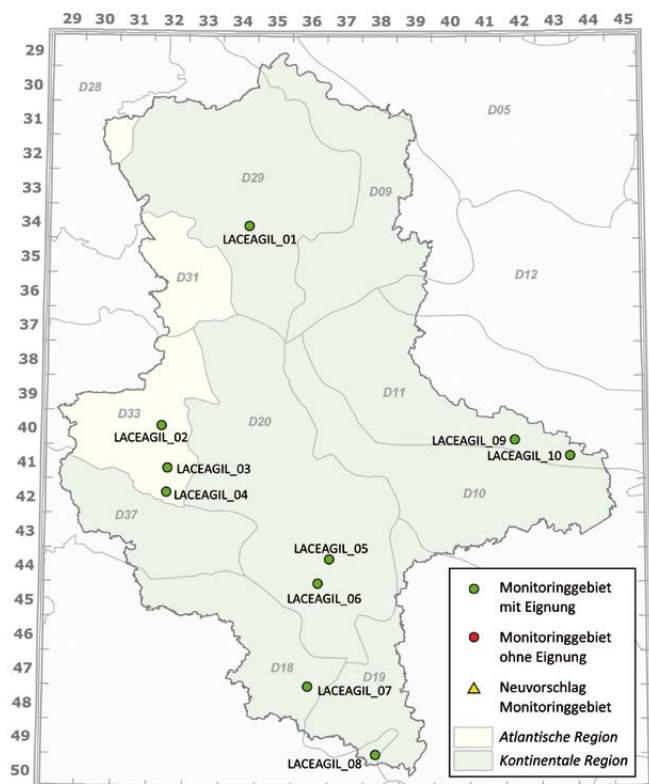 29 30 31 32 33 34 35 36 37 38 39 40 41 42 43 44 45
29
D28
30
D05
31
32
D29
D09
33
34
LACEAGIL_01
35
D31
D12
36
37
38
39
D11
D33
D20
40
LACEAGIL_02
LACEAGIL_09
LACEAGIL_10
41
LACEAGIL_03
42
LACEAGIL_04
D10
D37
43
LACEAGIL_05
44
LACEAGIL_06
45
46
47
D18
D19
LACEAGIL_07
48
49
LACEAGIL_08
50
Monitoringgebiet
mit Eignung
Monitoringgebiet
ohne Eignung
Neuvorschlag
Monitoringgebiet
Atlantische Region
Kontinentale Region